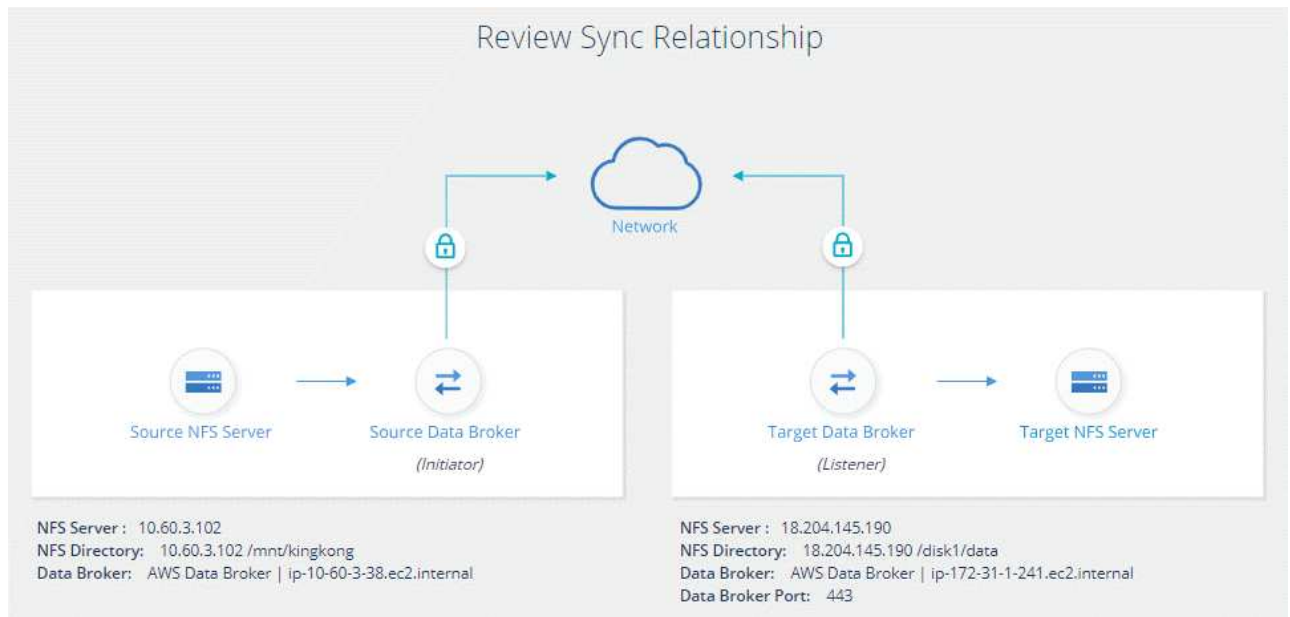 Review Sync Relationship
Network
Source NFS Server
Source Data Broker
(Initiator)
Target Data Broker
(Listener)
Target NFS Server
NFS Server : 10.60.3.102
NFS Directory: 10.60.3.102 /mnt/kingkong
Data Broker: AWS Data Broker | ip-10-60-3-38.ec2.internal
NFS Server : 18.204.145.190
NFS Directory: 18.204.145.190 /disk1/data
Data Broker: AWS Data Broker | ip-172-31-1-241.ec2.internal
Data Broker Port: 443